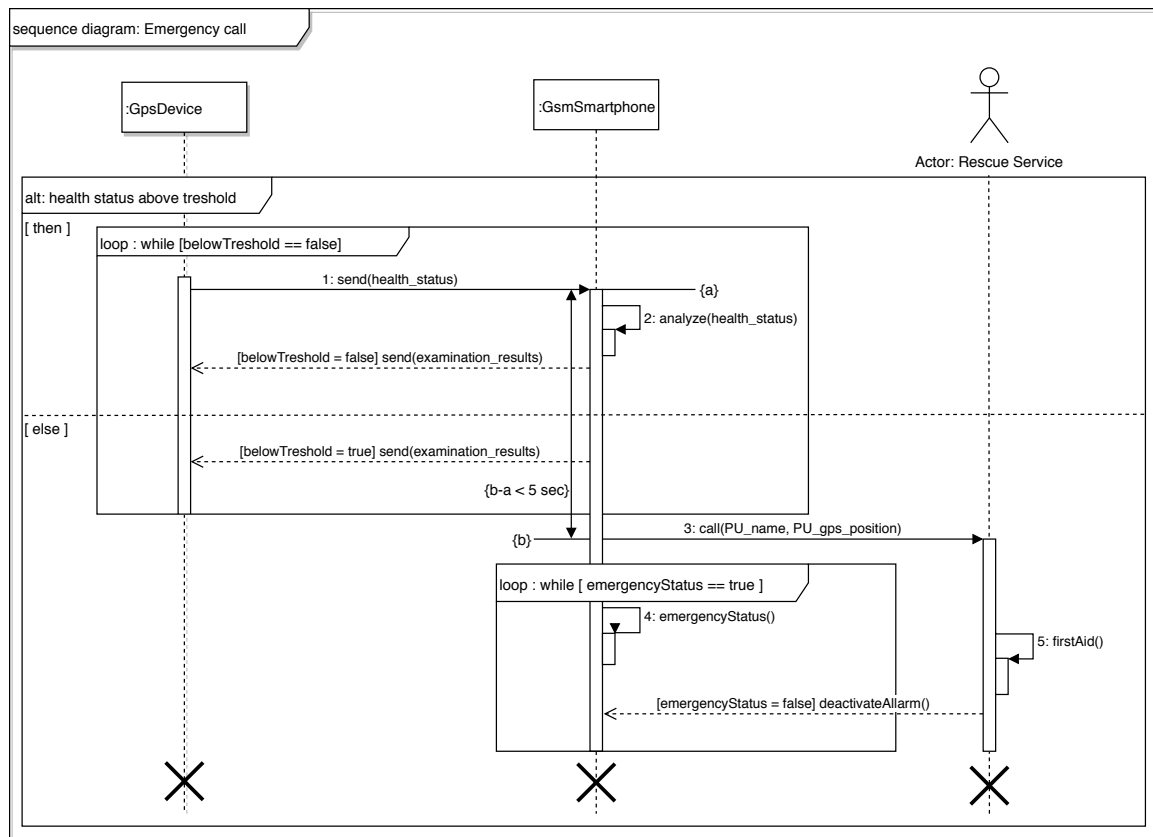 sequence diagram: Emergency call
:GpsDevice
:GsmSmartphone
Actor: Rescue Service
alt: health status above treshold
[ then ]
loop : while [belowTreshold == false]
1: send(health_status)
{a}
2: analyze(health_status)
[belowTreshold = false] send(examination_results)
[ else ]
[belowTreshold = true] send(examination_results)
{b-a < 5 sec}
{b}
3: call(PU_name, PU_gps_position)
loop : while [ emergencyStatus == true ]
4: emergencyStatus()
5: firstAid()
[emergencyStatus = false] deactivateAllarm()